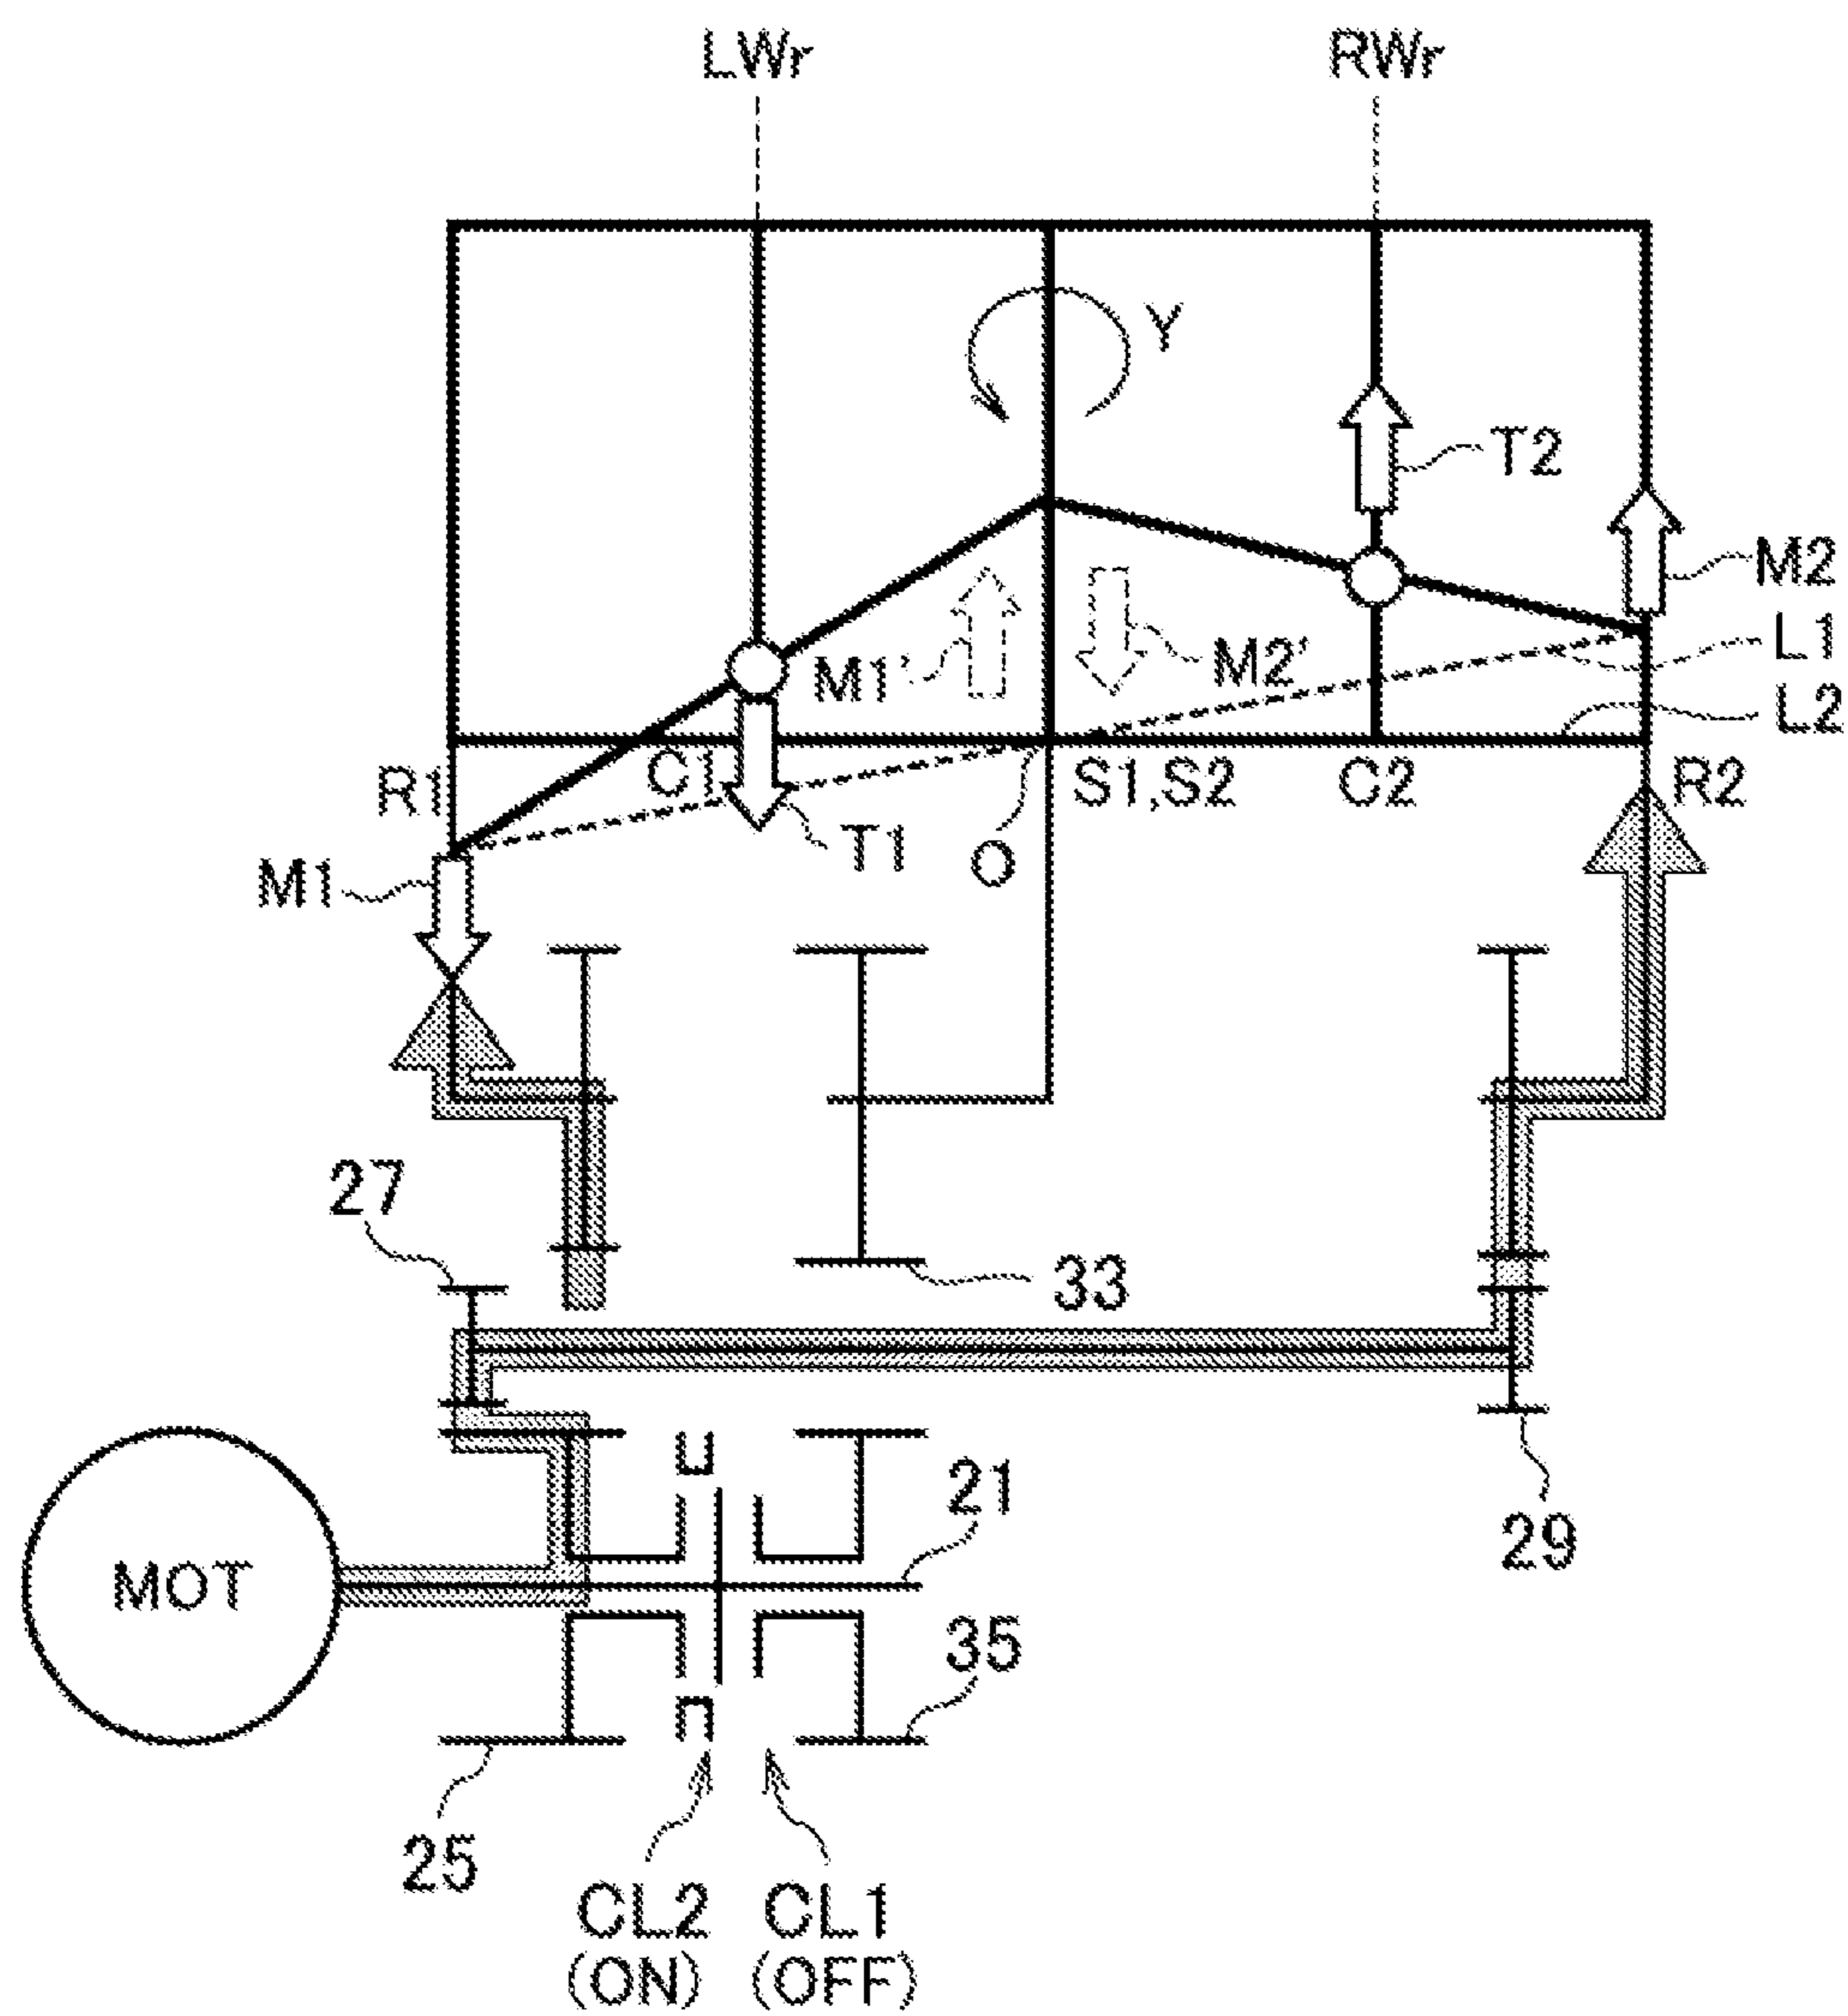 LWr RWr
Y
T2
M2
M1' M2'
L1
L2
R1 C1 S1,S2 C2 R2
M1 T1 O
27
33
21
29
MOT
35
25
CL2 CL1
(ON) (OFF)